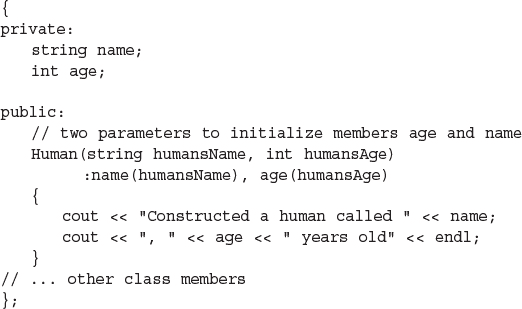 {
private:
    string name;
    int age;

public:
    // two parameters to initialize members age and name
    Human(string humansName, int humansAge)
         :name(humansName), age(humansAge)
    {
       cout << "Constructed a human called " << name;
       cout << ", " << age << " years old" << endl;
    }
// ... other class members
};